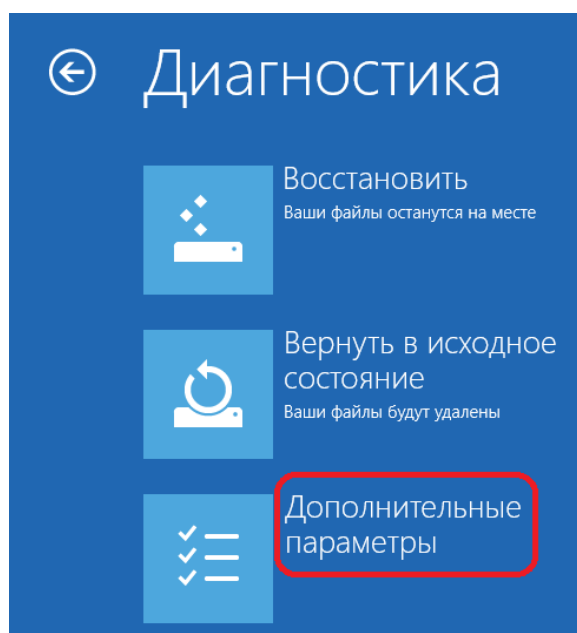 Диагностика
Восстановить
Ваши файлы останутся на месте
Вернуть в исходное
состояние
Ваши файлы будут удалены
Дополнительные
параметры